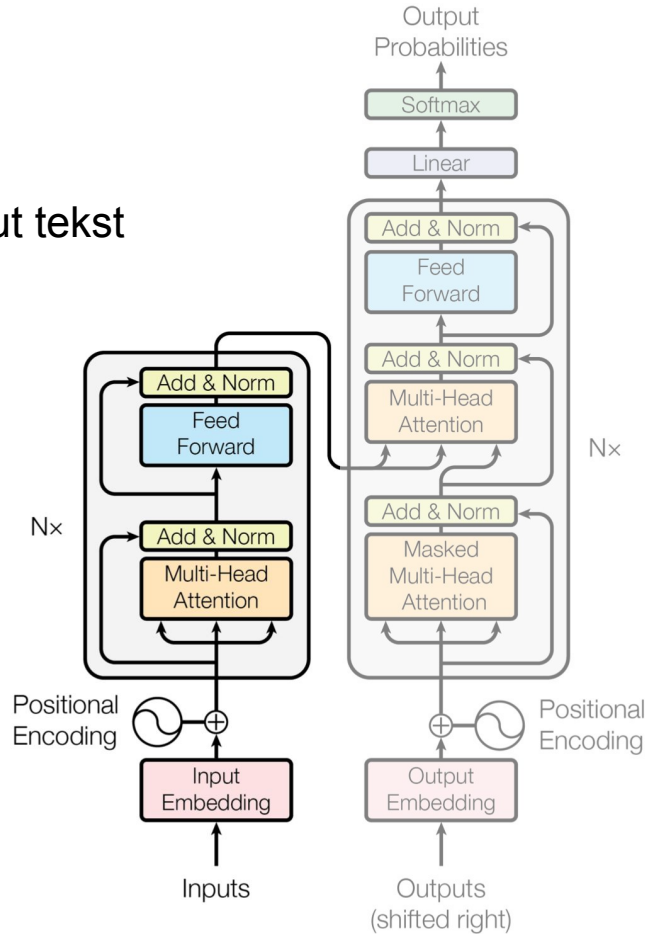 Output
Probabilities
Softmax
Linear
Add & Norm
Feed
Forward
Add & Norm
Multi-Head
Attention
Add & Norm
Masked
Multi-Head
Attention
N×
Positional
Encoding
Output
Embedding
Outputs
(shifted right)
tekst
Add & Norm
Feed
Forward
N×
Add & Norm
Multi-Head
Attention
Positional
Encoding
Input
Embedding
Inputs